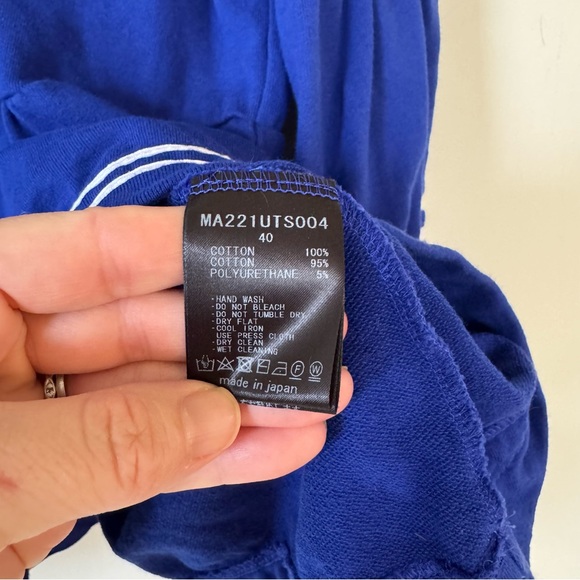 MA221UTS004
40
COTTON 100%
COTTON 95%
POLYURETHANE 5%
・HAND WASH
・DO NOT BLEACH
・DO NOT TUMBLE DRY
・DRY FLAT
・COOL IRON
USE PRESS CLOTH
・DRY CLEAN
・WET CLEANING
F W
made in japan